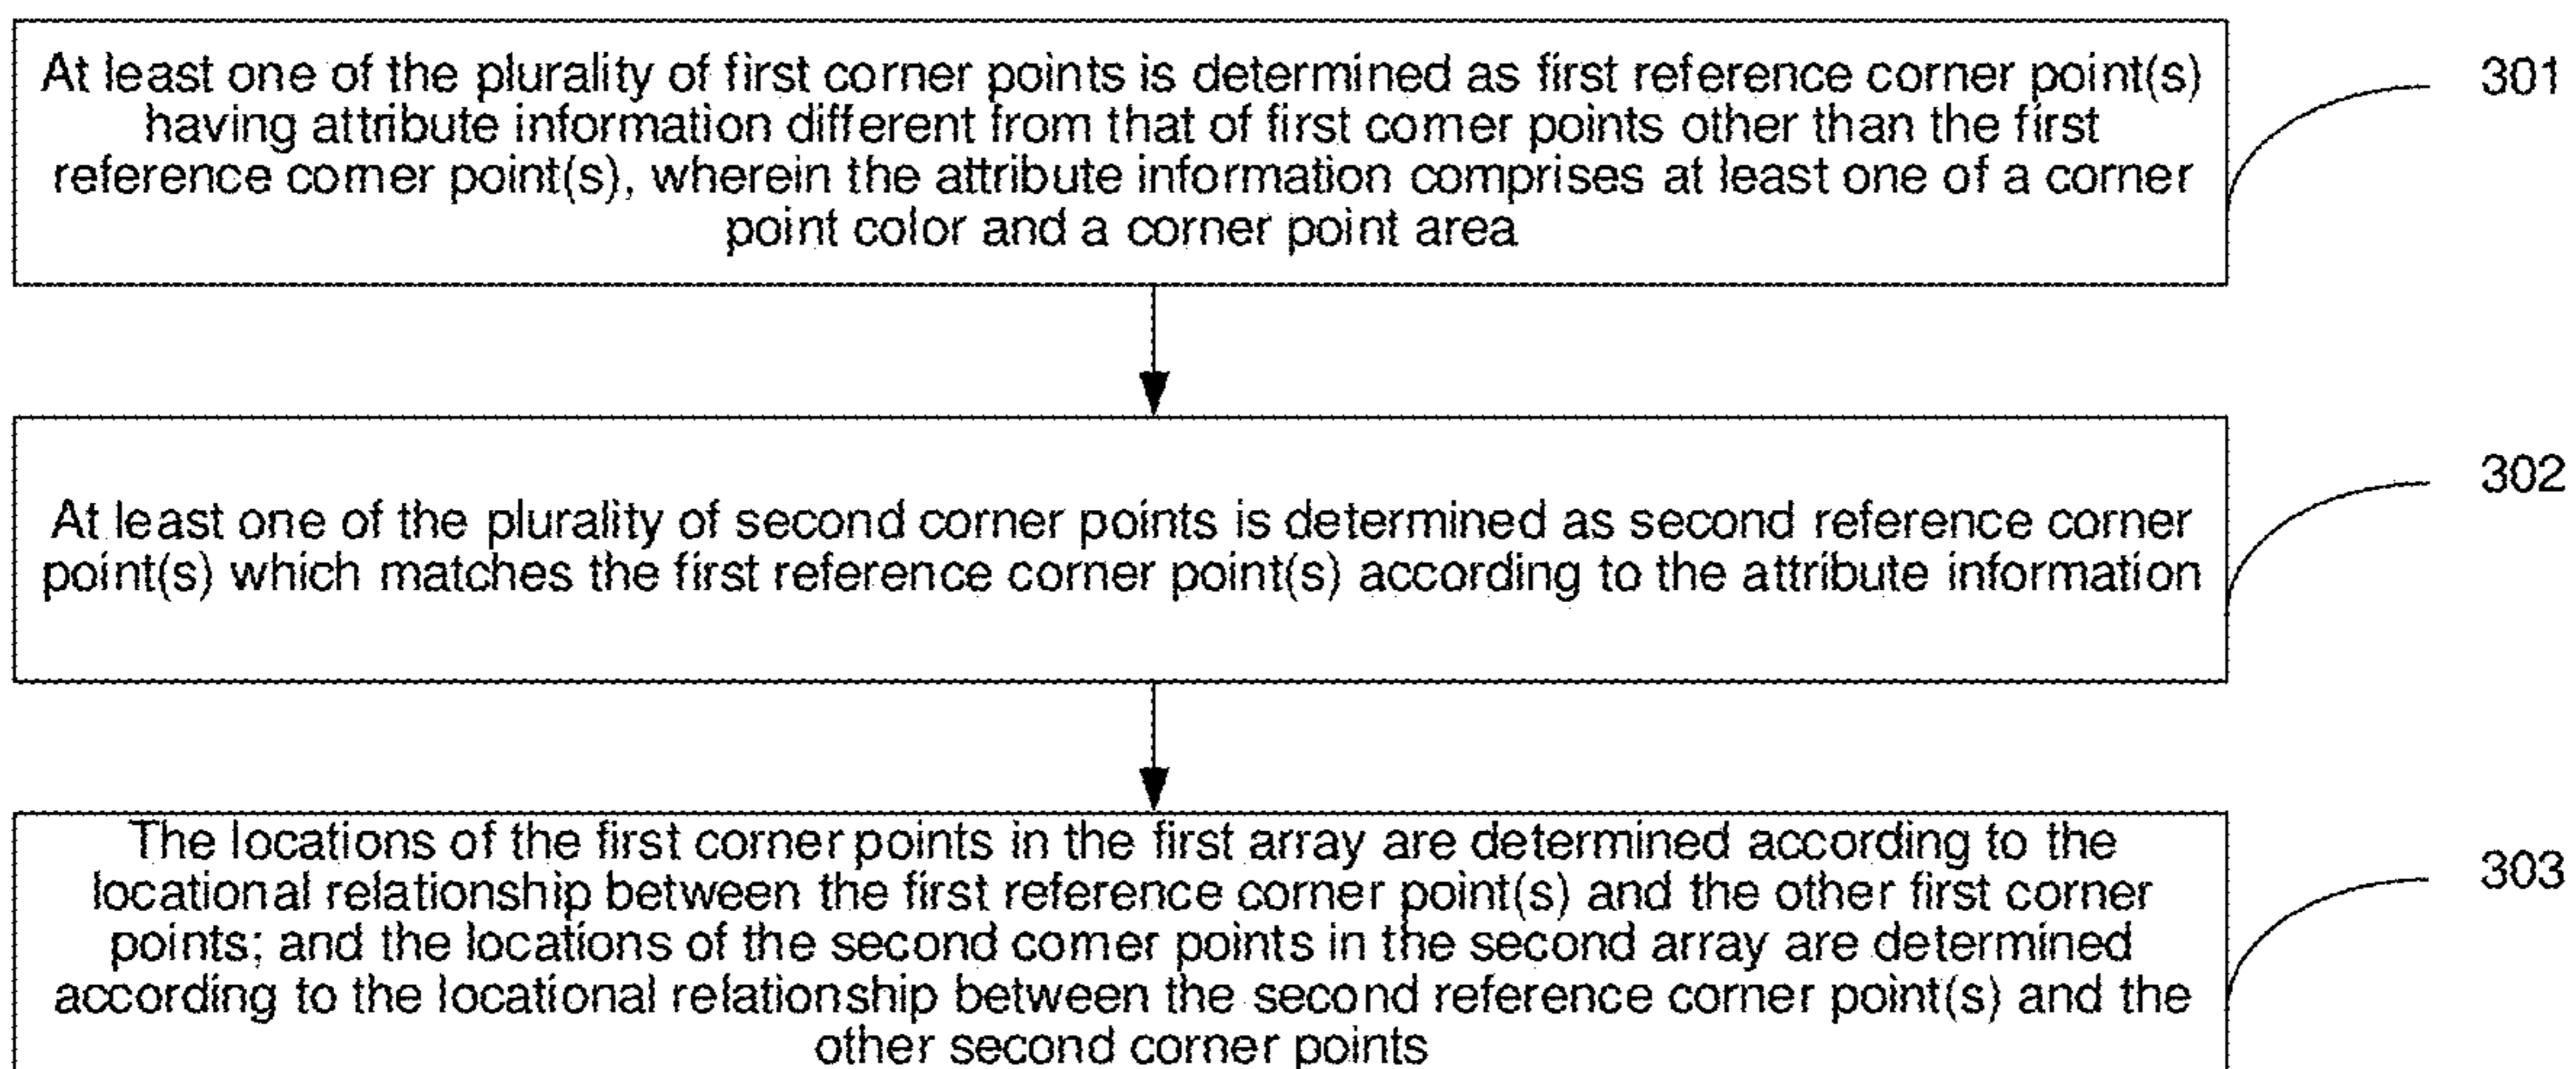 At least one of the plurality of first corner points is determined as first reference corner point(s)
having attribute information different from that of first corner points other than the first
reference corner point(s), wherein the attribute information comprises at least one of a corner
point color and a corner point area
301
At least one of the plurality of second corner points is determined as second reference corner
point(s) which matches the first reference corner point(s) according to the attribute information
302
The locations of the first corner points in the first array are determined according to the
locational relationship between the first reference corner point(s) and the other first corner
points; and the locations of the second corner points in the second array are determined
according to the locational relationship between the second reference corner point(s) and the
other second corner points
303